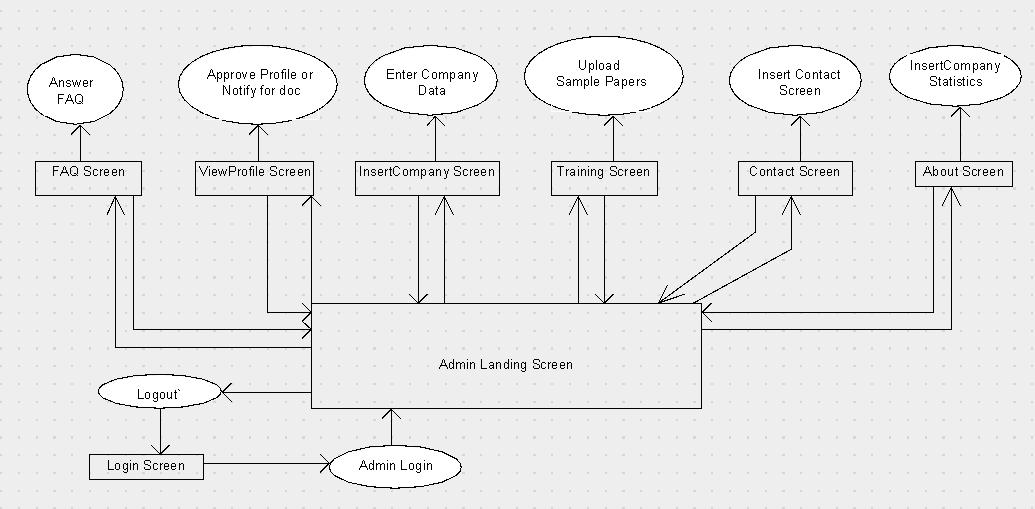 Answer
FAQ
Approve Profile or
Notify for doc
Enter Company
Data
Upload
Sample Papers
Insert Contact
Screen
InsertCompany
Statistics
FAQ Screen
ViewProfile Screen
InsertCompany Screen
Training Screen
Contact Screen
About Screen
Admin Landing Screen
Logout`
Login Screen
Admin Login